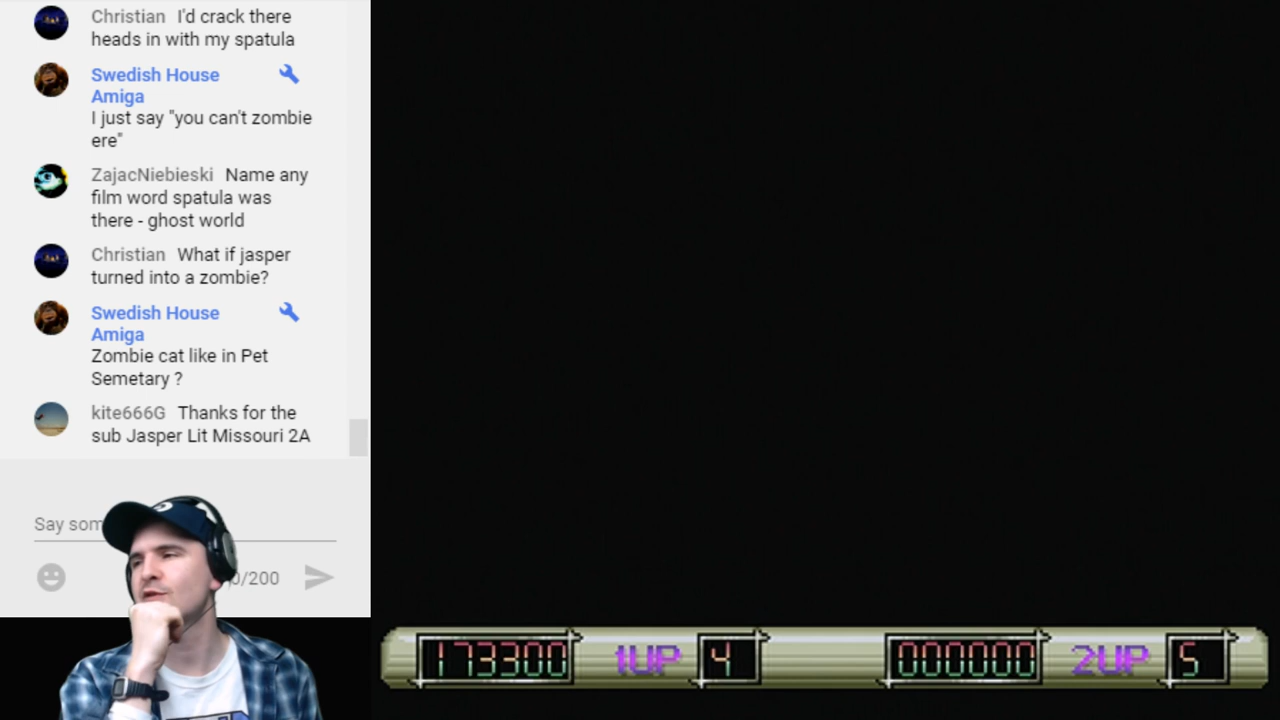 Christian I'd crack there
heads in with my spatula
Swedish House
Amiga
I just say "you can't zombie
ere"
ZajacNiebieski Name any
film word spatula was
there - ghost world
Christian What if jasper
turned into a zombie?
Swedish House
Amiga
Zombie cat like in Pet
Semetary ?
kite666G Thanks for the
sub Jasper Lit Missouri 2A
Say som
0/200
173300 1UP 4 000000 2UP 5